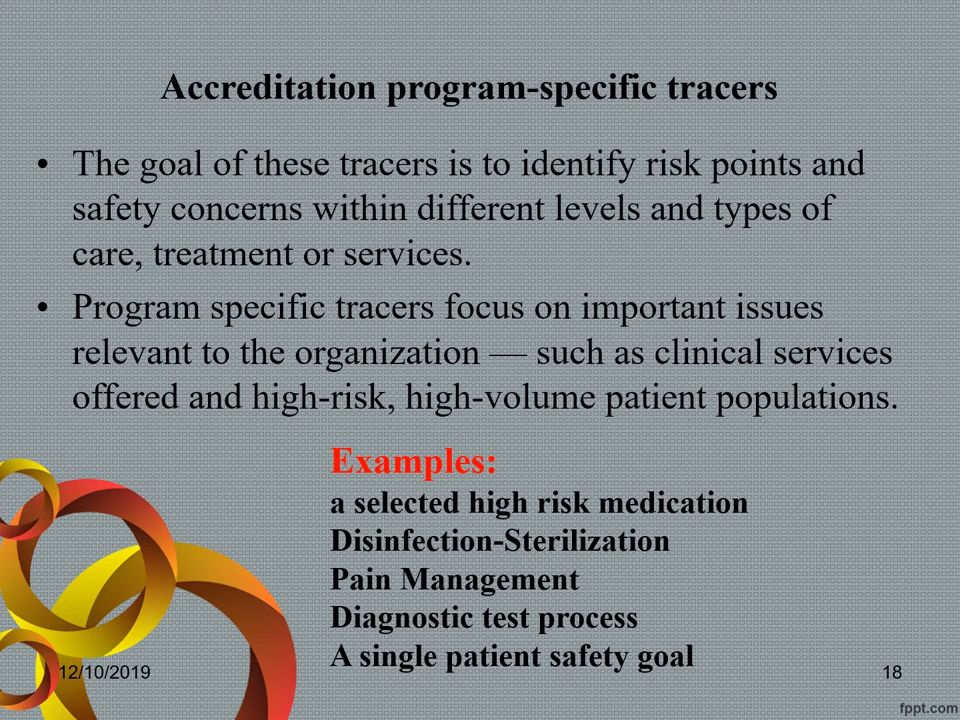 Accreditation program-specific tracers
• The goal of these tracers is to identify risk points and
safety concerns within different levels and types of
care, treatment or services.
• Program specific tracers focus on important issues
relevant to the organization — such as clinical services
offered and high-risk, high-volume patient populations.
Examples:
a selected high risk medication
Disinfection-Sterilization
Pain Management
Diagnostic test process
A single patient safety goal
12/10/2019
18
fppt.com